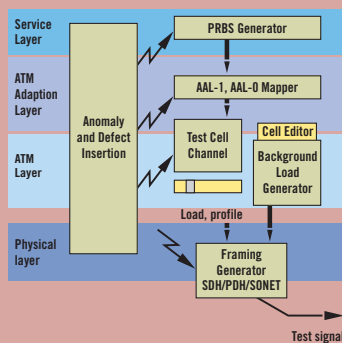 Service
Layer
PRBS Generator
ATM
Adaption
Layer
AAL-1, AAL-0 Mapper
Anomaly
and Defect
Insertion
Test Cell
Channel
Cell Editor
ATM
Layer
Background
Load
Generator
Load, profile
Physical
layer
Framing
Generator
SDH/PDH/SONET
Test signal